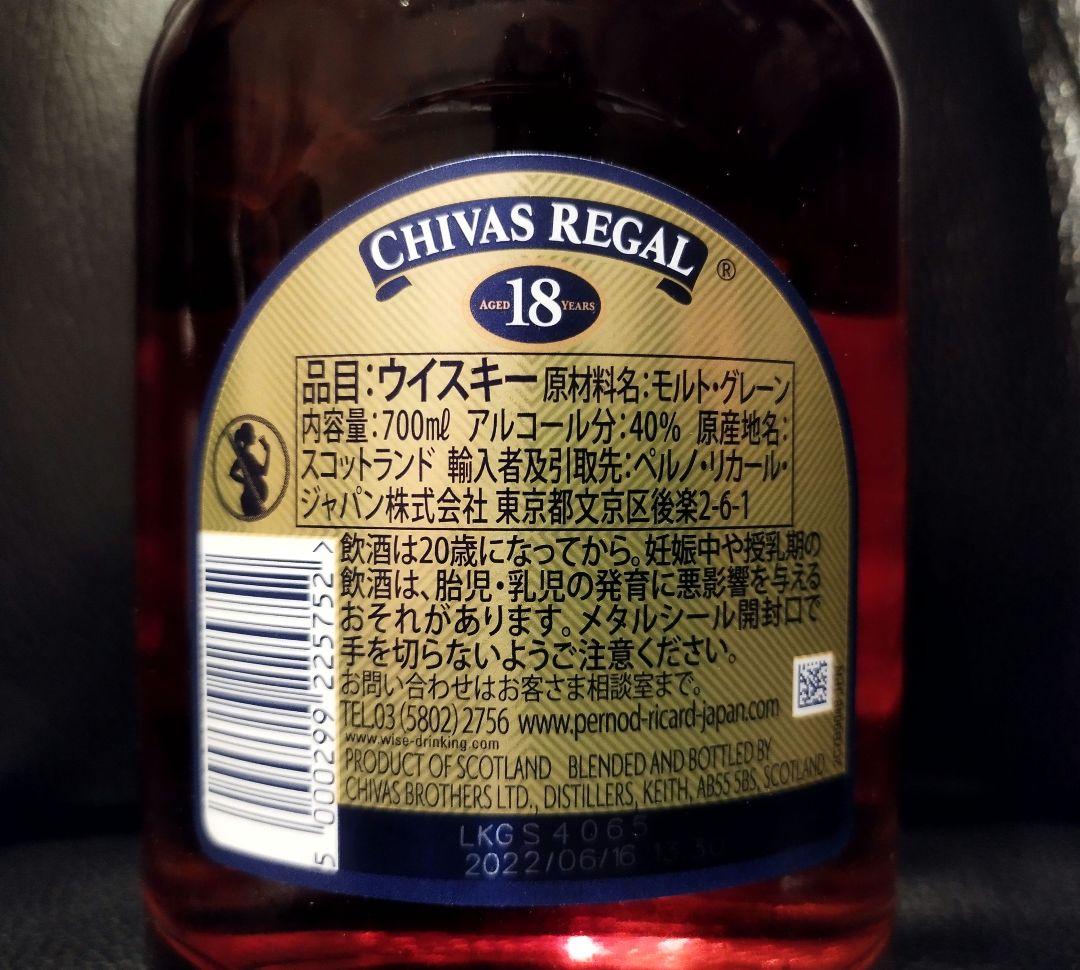 CHIVAS REGAL ®
AGED 18 YEARS
品目:ウイスキー 原材料名:モルト・グレーン
内容量:700mℓ アルコール分:40% 原産地名:
スコットランド 輸入者及引取先:ペルノ・リカール・
ジャパン株式会社 東京都文京区後楽2-6-1
飲酒は20歳になってから。妊娠中や授乳期の
飲酒は、胎児・乳児の発育に悪影響を与える
おそれがあります。メタルシール開封口で
手を切らないようご注意ください。
お問い合わせはお客さま相談室まで。
TEL.03 (5802) 2756 www.pernod-ricard-japan.com
www.wise-drinking.com
PRODUCT OF SCOTLAND BLENDED AND BOTTLED BY
CHIVAS BROTHERS LTD., DISTILLERS, KEITH, AB55 5BS, SCOTLAND
5 000299 225752 >
LKGS4065
2022/06/16 13 30